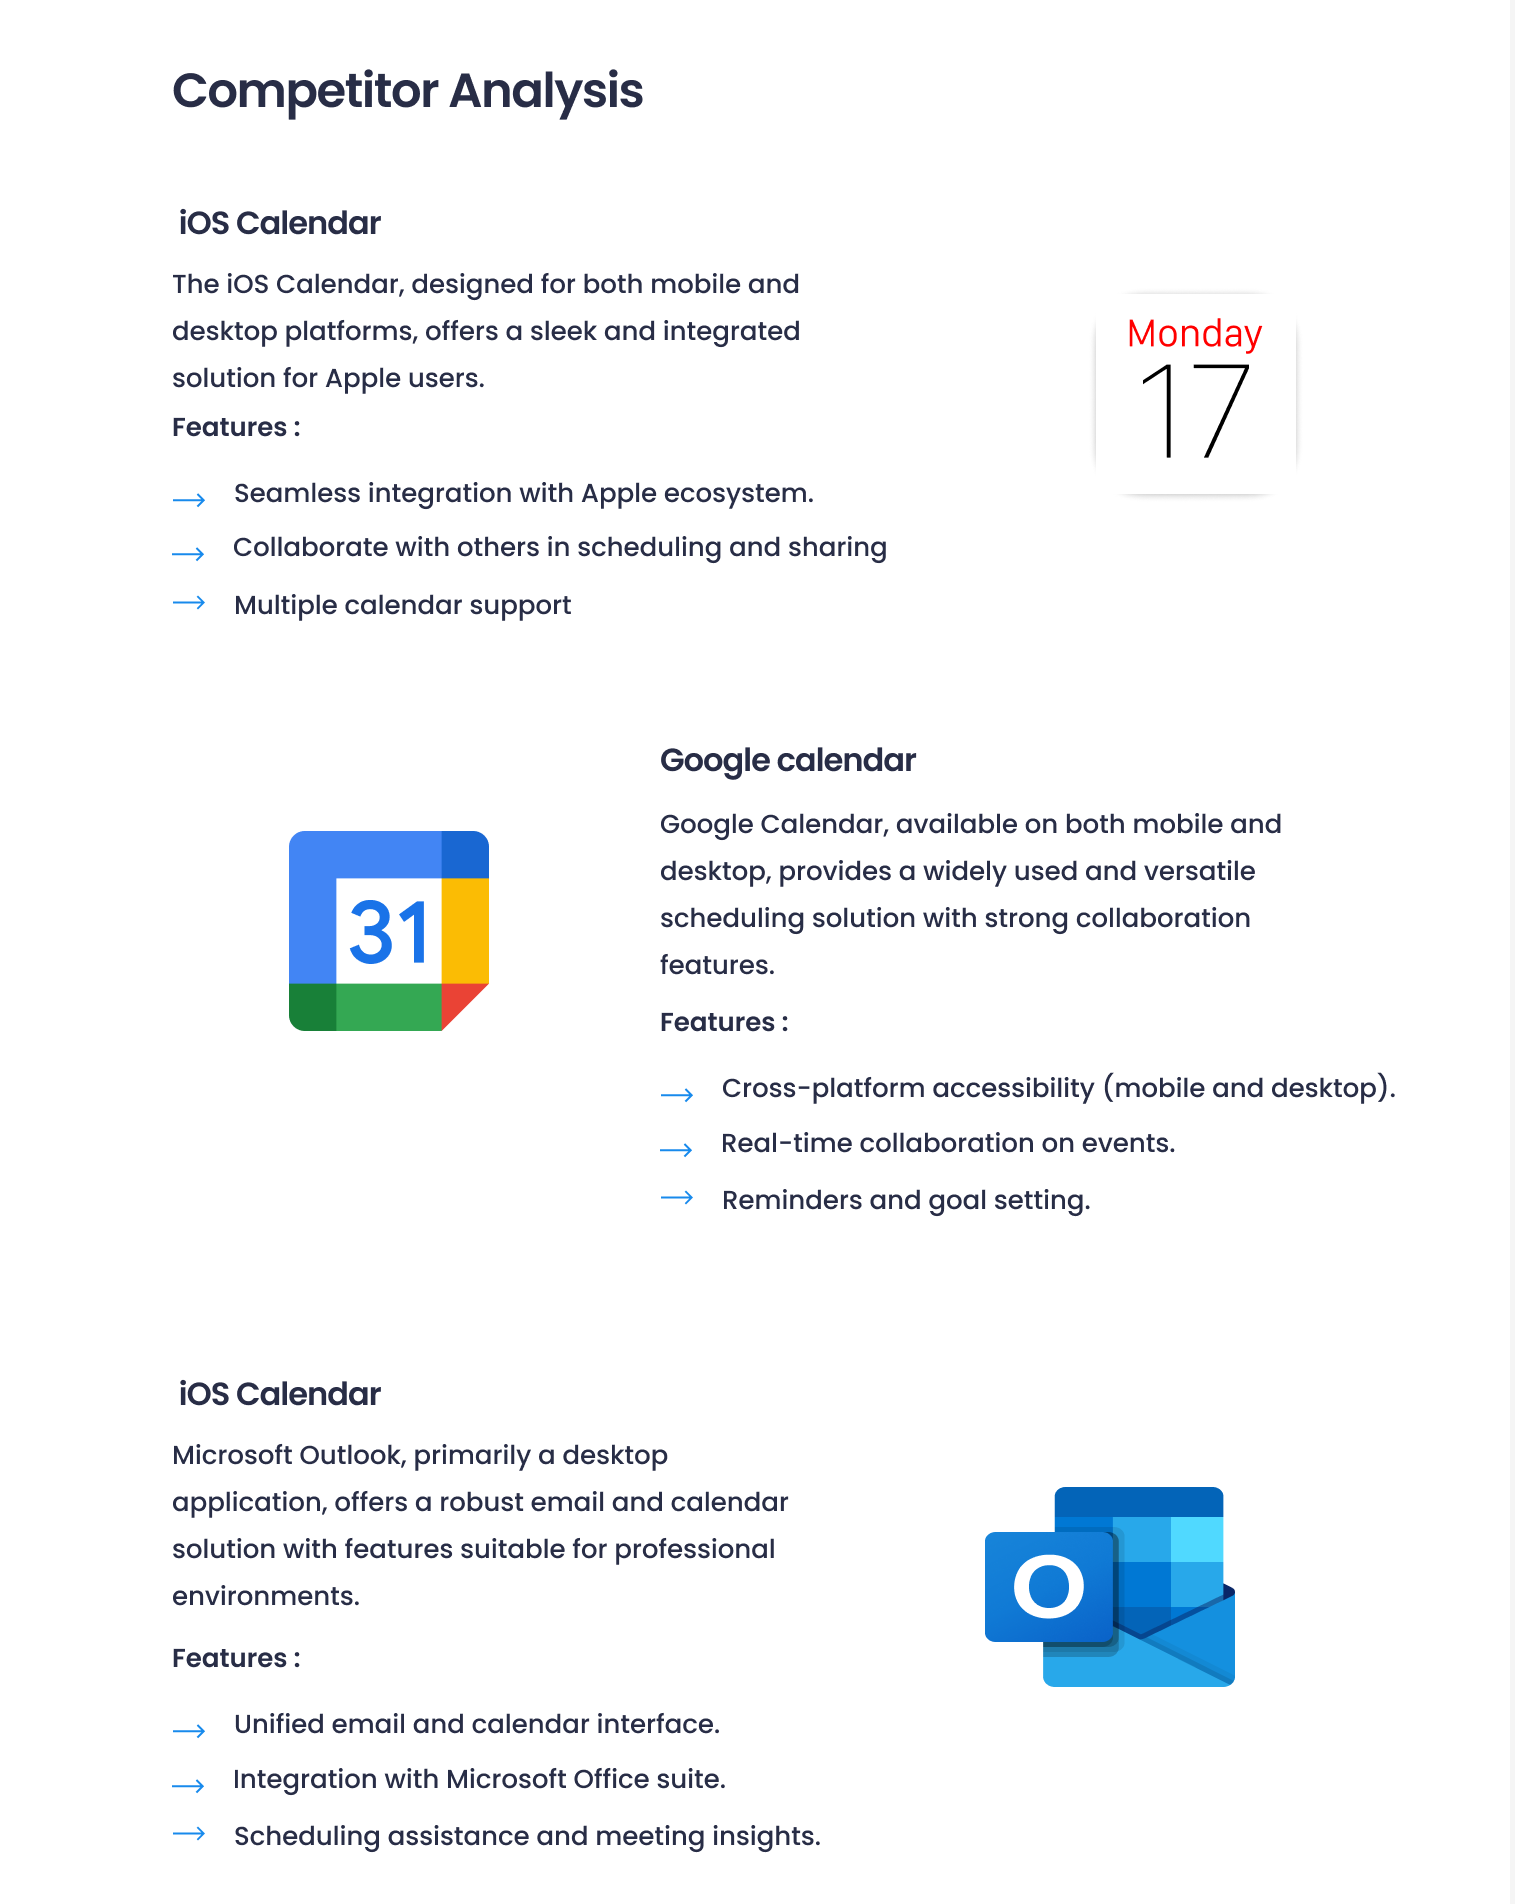 Competitor Analysis
iOS Calendar
The iOS Calendar, designed for both mobile and
desktop platforms, offers a sleek and integrated
solution for Apple users.
Features :
Seamless integration with Apple ecosystem.
Collaborate with others in scheduling and sharing
Multiple calendar support
Monday
17
Google calendar
Google Calendar, available on both mobile and
desktop, provides a widely used and versatile
scheduling solution with strong collaboration
features.
Features :
Cross-platform accessibility (mobile and desktop).
Real-time collaboration on events.
Reminders and goal setting.
31
iOS Calendar
Microsoft Outlook, primarily a desktop
application, offers a robust email and calendar
solution with features suitable for professional
environments.
Features :
Unified email and calendar interface.
Integration with Microsoft Office suite.
Scheduling assistance and meeting insights.
O